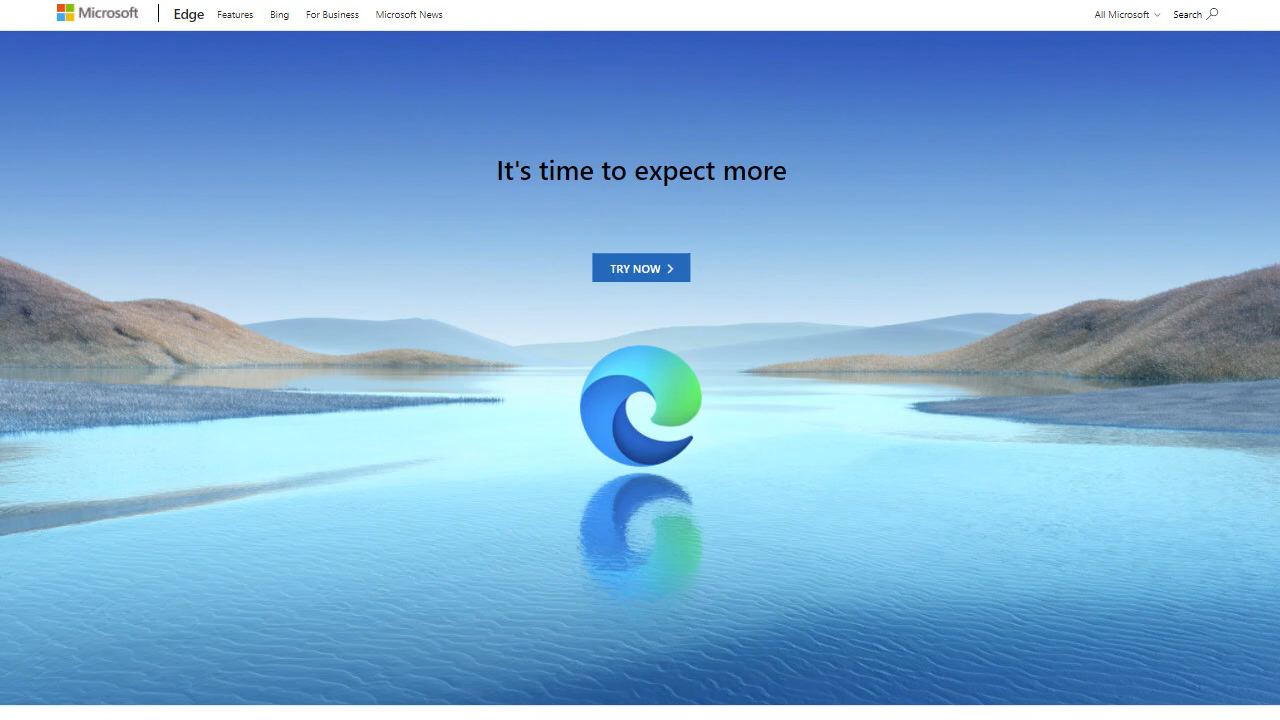 Microsoft Edge Features Bing For Business Microsoft News All Microsoft Search
It's time to expect more
TRY NOW